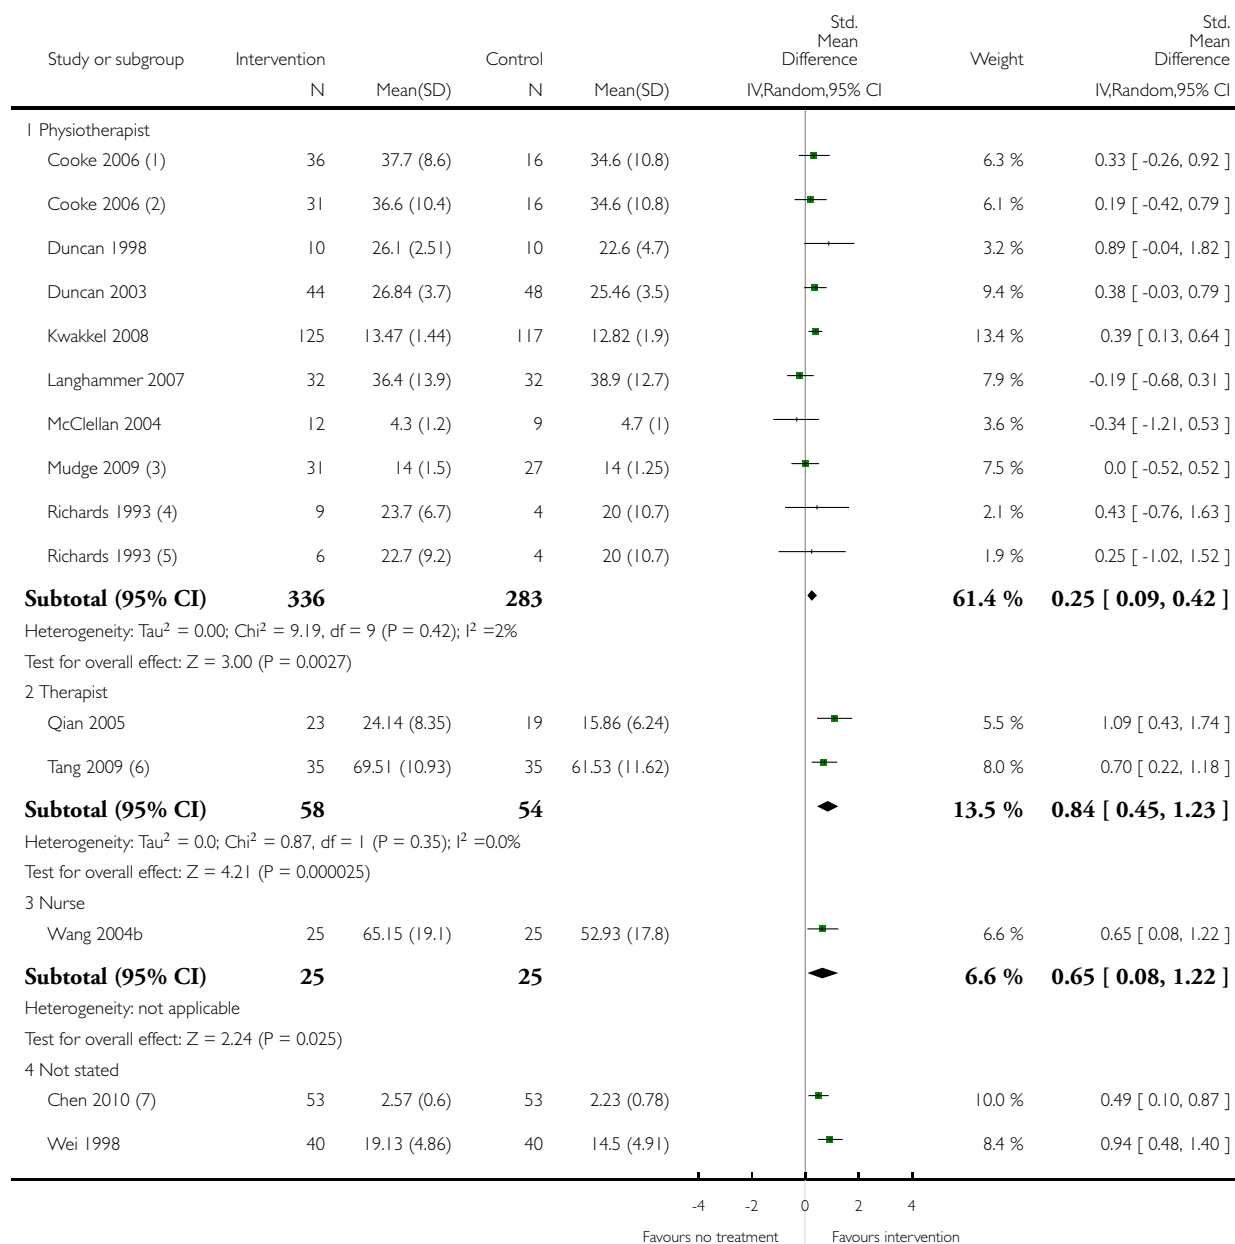 Std.
Mean
Difference
Std.
Mean
Difference
Study or subgroup Intervention Control Weight
N Mean(SD) N Mean(SD) IV,Random,95% CI IV,Random,95% CI
1 Physiotherapist
Cooke 2006 (1) 36 37.7 (8.6) 16 34.6 (10.8) 6.3 % 0.33 [ -0.26, 0.92 ]
Cooke 2006 (2) 31 36.6 (10.4) 16 34.6 (10.8) 6.1 % 0.19 [ -0.42, 0.79 ]
Duncan 1998 10 26.1 (2.51) 10 22.6 (4.7) 3.2 % 0.89 [ -0.04, 1.82 ]
Duncan 2003 44 26.84 (3.7) 48 25.46 (3.5) 9.4 % 0.38 [ -0.03, 0.79 ]
Kwakkel 2008 125 13.47 (1.44) 117 12.82 (1.9) 13.4 % 0.39 [ 0.13, 0.64 ]
Langhammer 2007 32 36.4 (13.9) 32 38.9 (12.7) 7.9 % -0.19 [ -0.68, 0.31 ]
McClellan 2004 12 4.3 (1.2) 9 4.7 (1) 3.6 % -0.34 [ -1.21, 0.53 ]
Mudge 2009 (3) 31 14 (1.5) 27 14 (1.25) 7.5 % 0.0 [ -0.52, 0.52 ]
Richards 1993 (4) 9 23.7 (6.7) 4 20 (10.7) 2.1 % 0.43 [ -0.76, 1.63 ]
Richards 1993 (5) 6 22.7 (9.2) 4 20 (10.7) 1.9 % 0.25 [ -1.02, 1.52 ]
Subtotal (95% CI) 336 283 61.4 % 0.25 [ 0.09, 0.42 ]
Heterogeneity: Tau² = 0.00; Chi² = 9.19, df = 9 (P = 0.42); I² =2%
Test for overall effect: Z = 3.00 (P = 0.0027)
2 Therapist
Qian 2005 23 24.14 (8.35) 19 15.86 (6.24) 5.5 % 1.09 [ 0.43, 1.74 ]
Tang 2009 (6) 35 69.51 (10.93) 35 61.53 (11.62) 8.0 % 0.70 [ 0.22, 1.18 ]
Subtotal (95% CI) 58 54 13.5 % 0.84 [ 0.45, 1.23 ]
Heterogeneity: Tau² = 0.0; Chi² = 0.87, df = 1 (P = 0.35); I² =0.0%
Test for overall effect: Z = 4.21 (P = 0.000025)
3 Nurse
Wang 2004b 25 65.15 (19.1) 25 52.93 (17.8) 6.6 % 0.65 [ 0.08, 1.22 ]
Subtotal (95% CI) 25 25 6.6 % 0.65 [ 0.08, 1.22 ]
Heterogeneity: not applicable
Test for overall effect: Z = 2.24 (P = 0.025)
4 Not stated
Chen 2010 (7) 53 2.57 (0.6) 53 2.23 (0.78) 10.0 % 0.49 [ 0.10, 0.87 ]
Wei 1998 40 19.13 (4.86) 40 14.5 (4.91) 8.4 % 0.94 [ 0.48, 1.40 ]
-4 -2 0 2 4
Favours no treatment Favours intervention